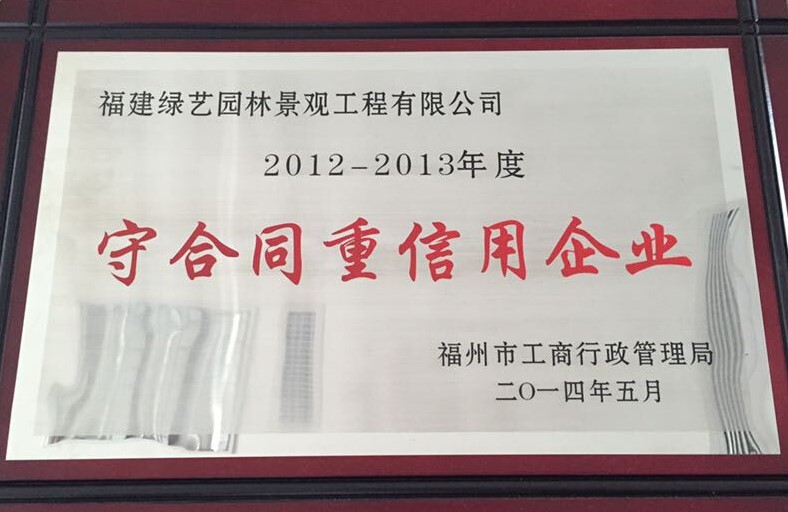 福建绿艺园林景观工程有限公司
2012-2013年度
守合同重信用企业
福州市工商行政管理局
二〇一四年五月